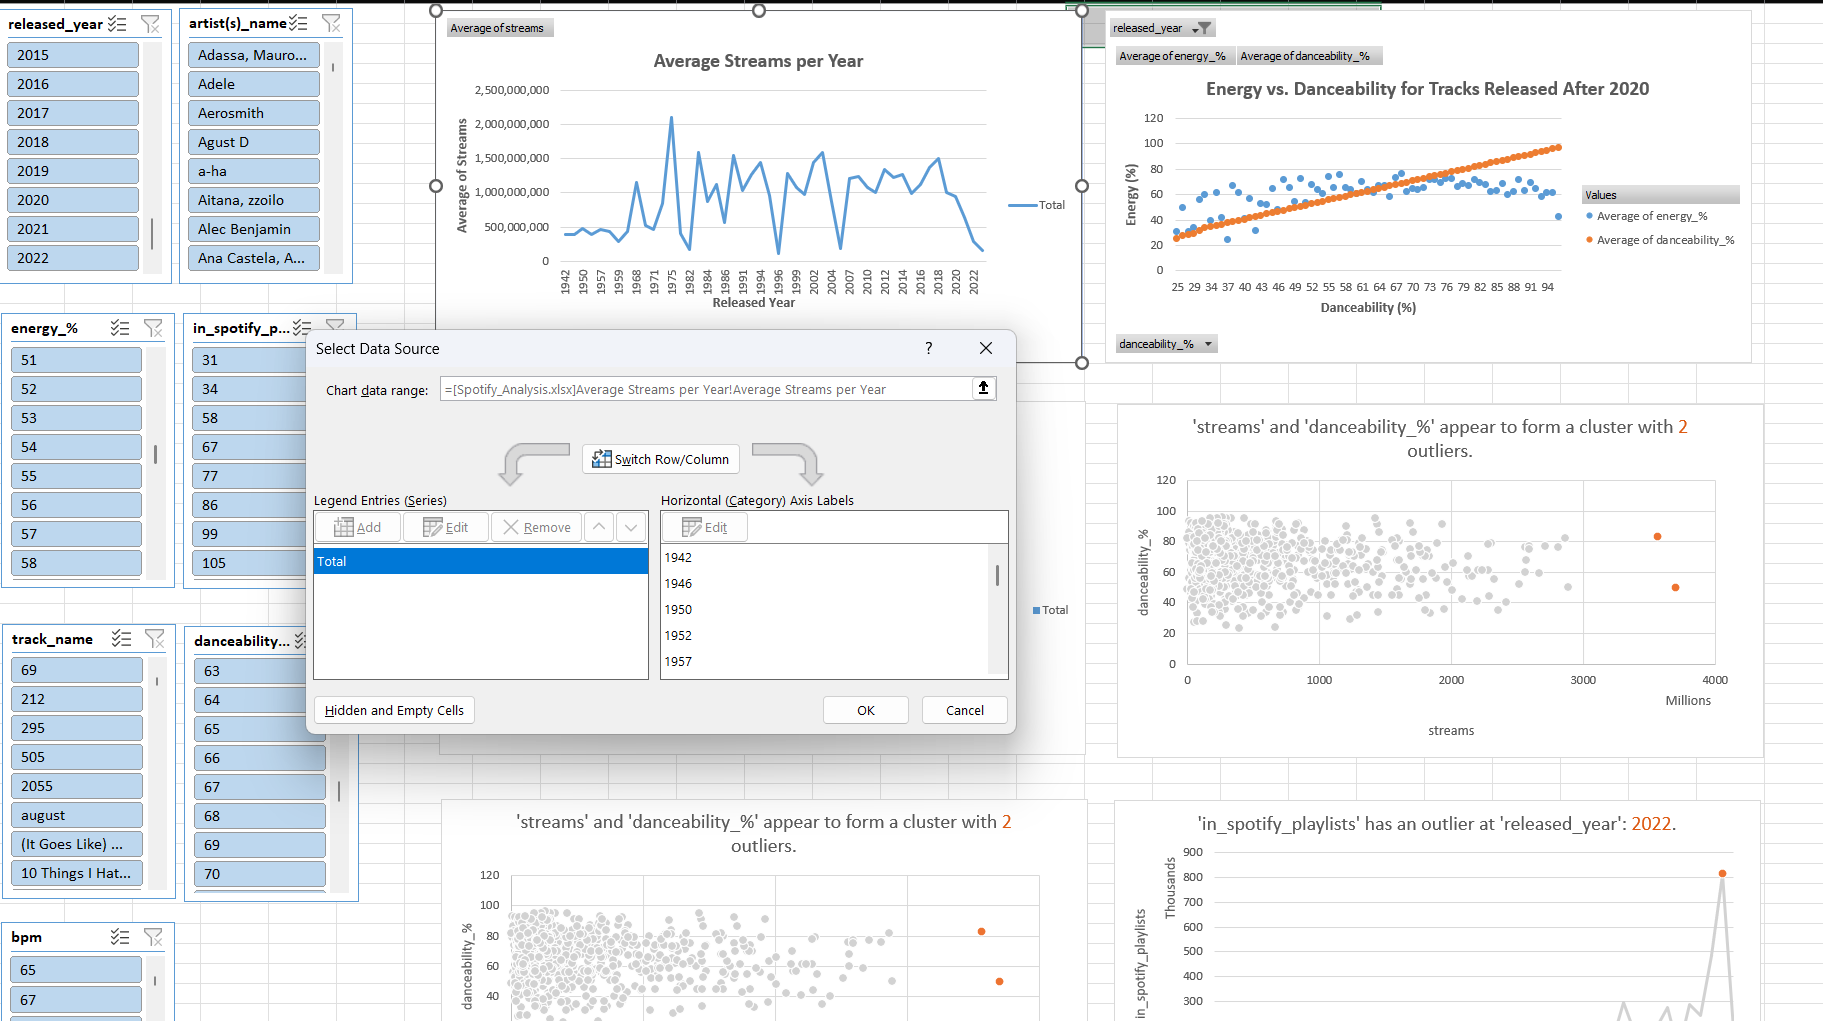 released_year
2015
2016
2017
2018
2019
2020
2021
2022
artist(s)_name
Adassa, Mauro...
Adele
Aerosmith
Agust D
a-ha
Aitana, zzoilo
Alec Benjamin
Ana Castela, A...
Average of streams
Average Streams per Year
Average of Streams
2,500,000,000
2,000,000,000
1,500,000,000
1,000,000,000
500,000,000
0
1942
1950
1957
1959
1968
1971
1975
1982
1984
1986
1991
1994
1996
1999
2002
2004
2007
2010
2012
2014
2016
2018
2020
2022
Released Year
Total
released_year
Average of energy_%
Average of danceability_%
Energy vs. Danceability for Tracks Released After 2020
Energy (%)
120
100
80
60
40
20
0
25 29 34 37 40 43 46 49 52 55 58 61 64 67 70 73 76 79 82 85 88 91 94
Danceability (%)
Values
Average of energy_%
Average of danceability_%
danceability_%
energy_%
51
52
53
54
55
56
57
58
in_spotify_p...
31
34
58
67
77
86
99
105
Select Data Source
?
Chart data range:
=[Spotify_Analysis.xlsx]Average Streams per Year!Average Streams per Year
Switch Row/Column
Legend Entries (Series)
Add
Edit
Remove
Total
Horizontal (Category) Axis Labels
Edit
1942
1946
1950
1952
1957
Hidden and Empty Cells
OK
Cancel
Total
'streams' and 'danceability_%' appear to form a cluster with 2
outliers.
danceability_%
120
100
80
60
40
20
0
0 1000 2000 3000 4000
Millions
streams
track_name
69
212
295
505
2055
august
(It Goes Like) ...
10 Things I Hat...
danceability...
63
64
65
66
67
68
69
70
bpm
65
67
'streams' and 'danceability_%' appear to form a cluster with 2
outliers.
danceability_%
120
100
80
60
40
'in_spotify_playlists' has an outlier at 'released_year': 2022.
in_spotify_playlists
Thousands
900
800
700
600
500
400
300